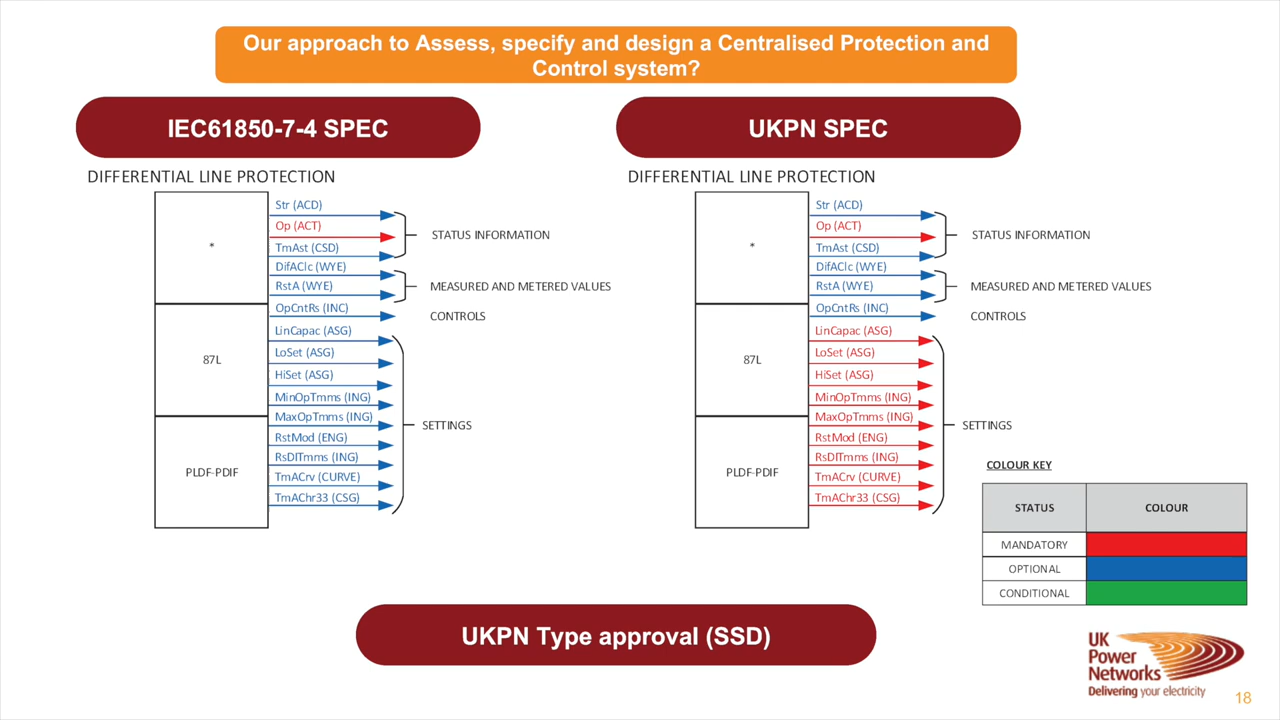 Our approach to Assess, specify and design a Centralised Protection and
Control system?
IEC61850-7-4 SPEC
DIFFERENTIAL LINE PROTECTION
*
87L
PLDF-PDIF
Str (ACD)
Op (ACT)
TmAst (CSD)
DifAClc (WYE)
RstA (WYE)
OpCntRs (INC)
LinCapac (ASG)
LoSet (ASG)
HiSet (ASG)
MinOpTmms (ING)
MaxOpTmms (ING)
RstMod (ENG)
RsDlTmms (ING)
TmACrv (CURVE)
TmAChr33 (CSG)
STATUS INFORMATION
MEASURED AND METERED VALUES
CONTROLS
SETTINGS
UKPN SPEC
DIFFERENTIAL LINE PROTECTION
*
87L
PLDF-PDIF
Str (ACD)
Op (ACT)
TmAst (CSD)
DifAClc (WYE)
RstA (WYE)
OpCntRs (INC)
LinCapac (ASG)
LoSet (ASG)
HiSet (ASG)
MinOpTmms (ING)
MaxOpTmms (ING)
RstMod (ENG)
RsDlTmms (ING)
TmACrv (CURVE)
TmAChr33 (CSG)
STATUS INFORMATION
MEASURED AND METERED VALUES
CONTROLS
SETTINGS
COLOUR KEY
STATUS COLOUR
MANDATORY
OPTIONAL
CONDITIONAL
UKPN Type approval (SSD)
UK
Power
Networks
Delivering your electricity
18